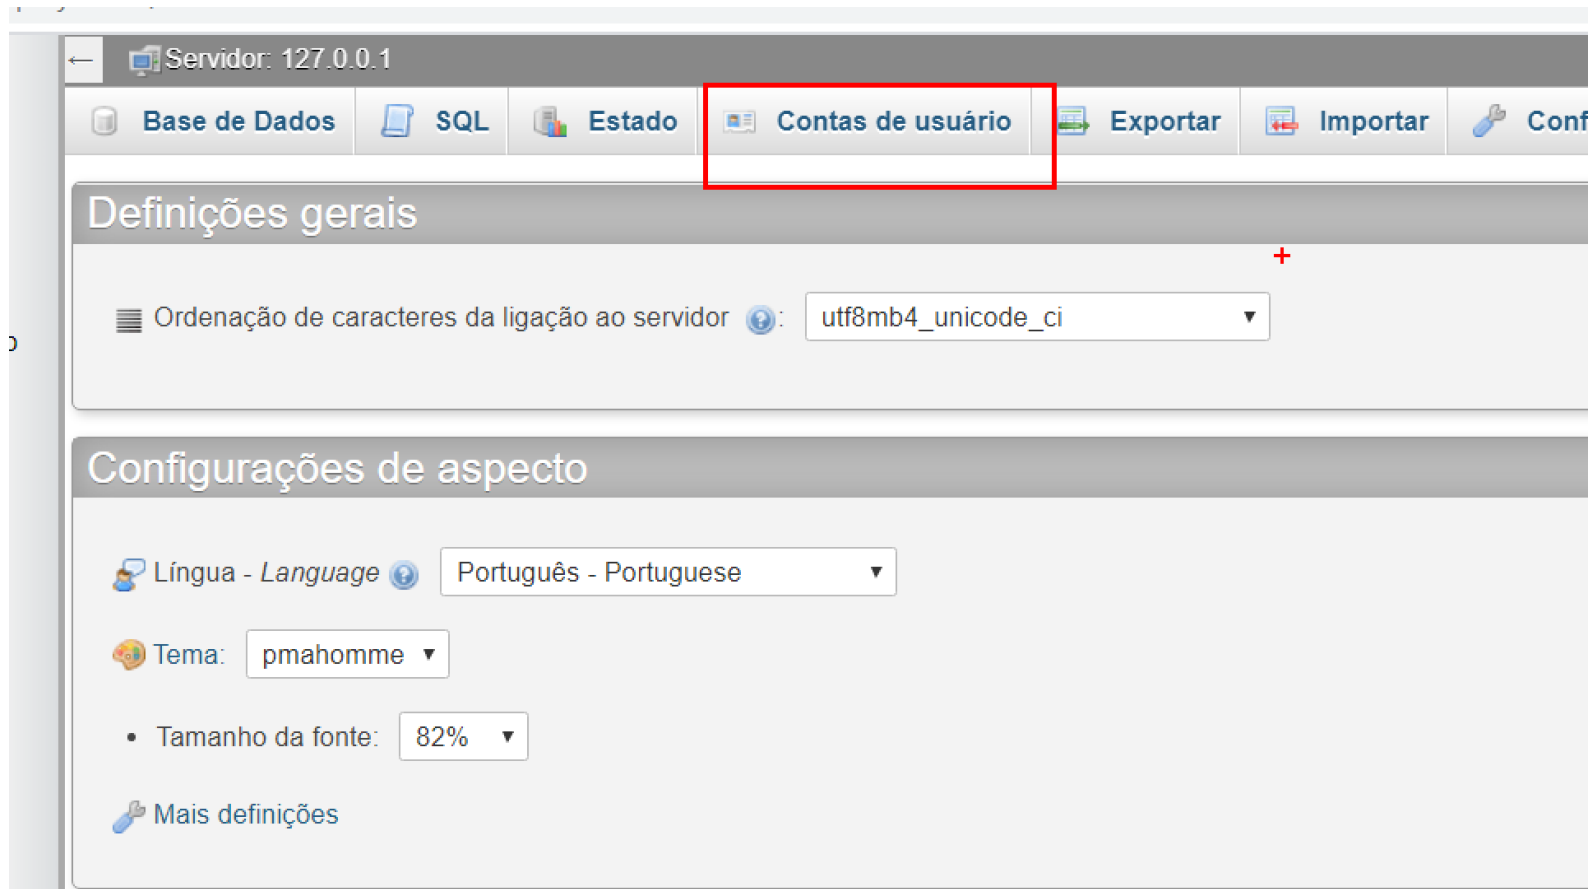 ← Servidor: 127.0.0.1
Base de Dados SQL Estado Contas de usuário Exportar Importar Conf
Definições gerais
Ordenação de caracteres da ligação ao servidor : utf8mb4_unicode_ci
Configurações de aspecto
Língua - Language Português - Portuguese
Tema: pmahomme
• Tamanho da fonte: 82%
Mais definições